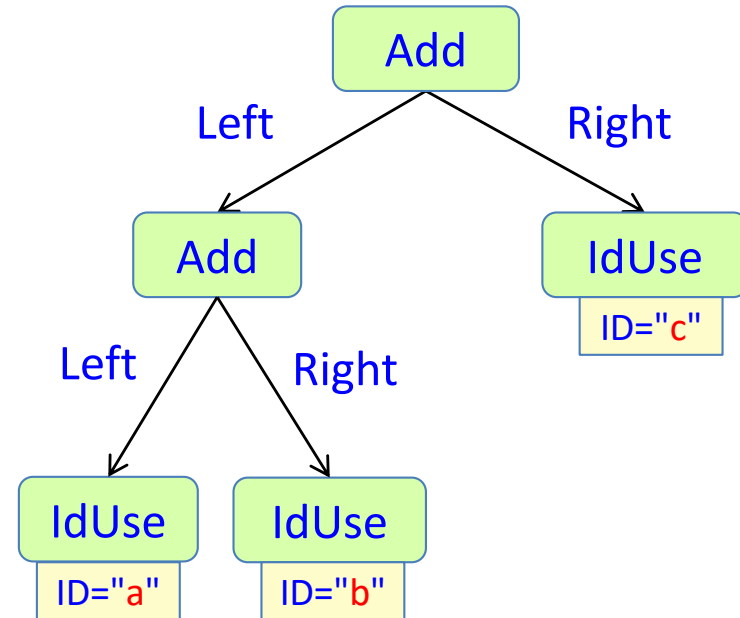 Add
Left
Right
Add
IdUse
ID="c"
Left
Right
IdUse
IdUse
ID="a"
ID="b"